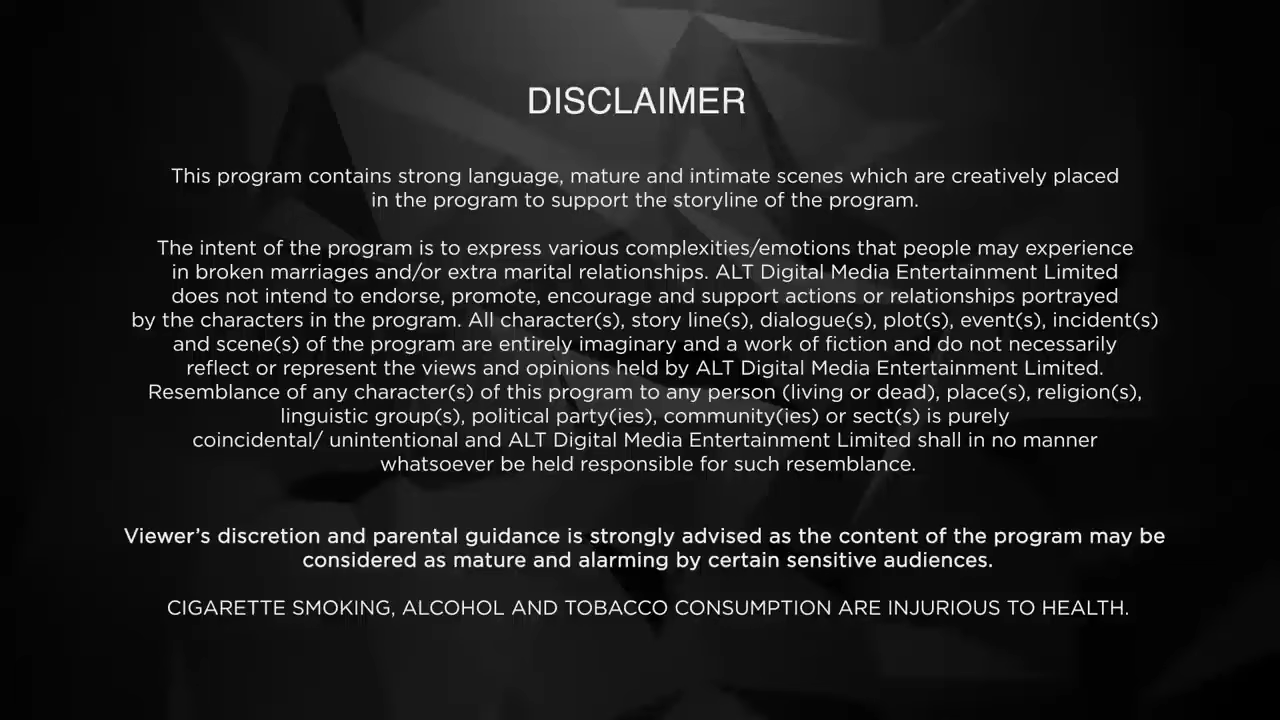 DISCLAIMER
This program contains strong language, mature and intimate scenes which are creatively placed
in the program to support the storyline of the program.
The intent of the program is to express various complexities/emotions that people may experience
in broken marriages and/or extra marital relationships. ALT Digital Media Entertainment Limited
does not intend to endorse, promote, encourage and support actions or relationships portrayed
by the characters in the program. All character(s), story line(s), dialogue(s), plot(s), event(s), incident(s)
and scene(s) of the program are entirely imaginary and a work of fiction and do not necessarily
reflect or represent the views and opinions held by ALT Digital Media Entertainment Limited.
Resemblance of any character(s) of this program to any person (living or dead), place(s), religion(s),
linguistic group(s), political party(ies), community(ies) or sect(s) is purely
coincidental/ unintentional and ALT Digital Media Entertainment Limited shall in no manner
whatsoever be held responsible for such resemblance.
Viewer’s discretion and parental guidance is strongly advised as the content of the program may be
considered as mature and alarming by certain sensitive audiences.
CIGARETTE SMOKING, ALCOHOL AND TOBACCO CONSUMPTION ARE INJURIOUS TO HEALTH.